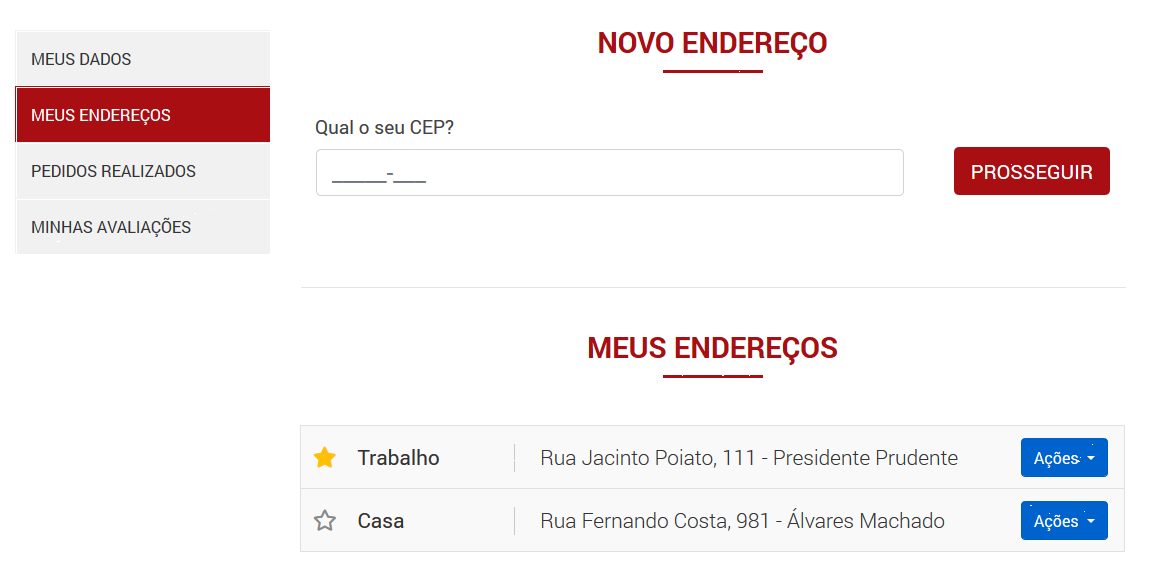 MEUS DADOS
MEUS ENDEREÇOS
PEDIDOS REALIZADOS
MINHAS AVALIAÇÕES
NOVO ENDEREÇO
Qual o seu CEP?
_____-___
PROSSEGUIR
MEUS ENDEREÇOS
Trabalho Rua Jacinto Poiato, 111 - Presidente Prudente Ações
Casa Rua Fernando Costa, 981 - Álvares Machado Ações